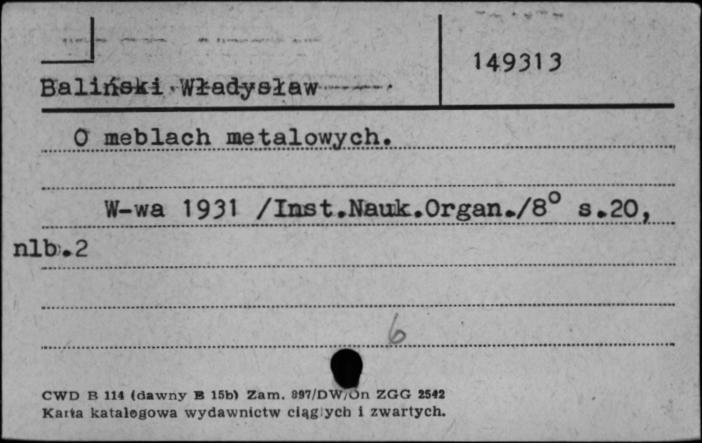 149313
Baliński Władysław
O meblach metalowych.
W-wa 1931 /Inst.Nauk.Organ./8° s.20,
nlb.2
6
CWD B 114 (dawny B 15b) Zam. 997/DW/On ZGG 2542
Karta katalogowa wydawnictw ciągłych i zwartych.